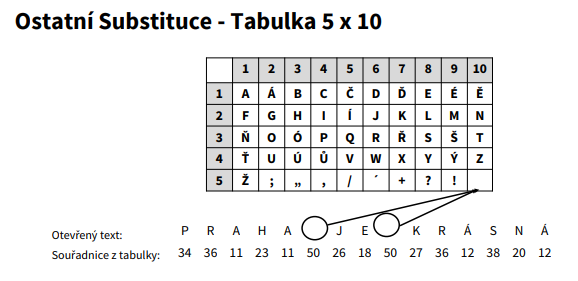 Ostatní Substituce - Tabulka 5 x 10
1 2 3 4 5 6 7 8 9 10
1 A Á B C Č D Ď E É Ě
2 F G H I Í J K L M N
3 Ň O Ó P Q R Ř S Š T
4 Ť U Ú Ů V W X Y Ý Z
5 Ž ; „ , / ´ + ? !
Otevřený text: P R A H A J E K R Á S N Á
Souřadnice z tabulky: 34 36 11 23 11 50 26 18 50 27 36 12 38 20 12